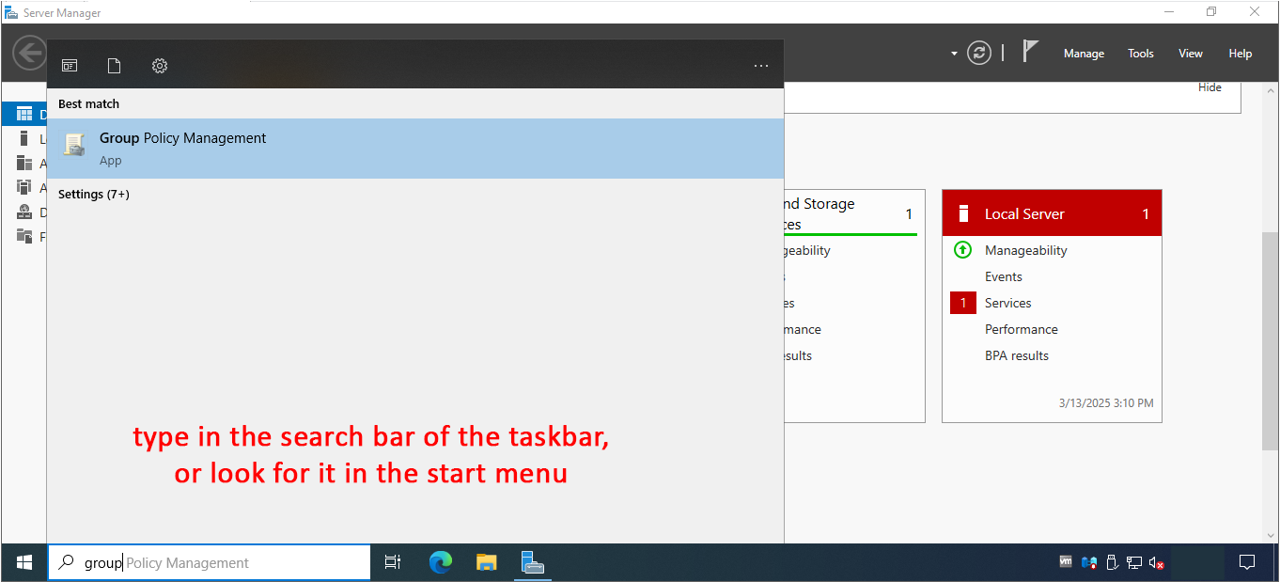 Server Manager
Manage Tools View Help
Hide
Best match
Group Policy Management
App
Settings (7+)
nd Storage 1
ces
geability
es
mance
sults
Local Server 1
Manageability
Events
1 Services
Performance
BPA results
3/13/2025 3:10 PM
type in the search bar of the taskbar,
or look for it in the start menu
group Policy Management